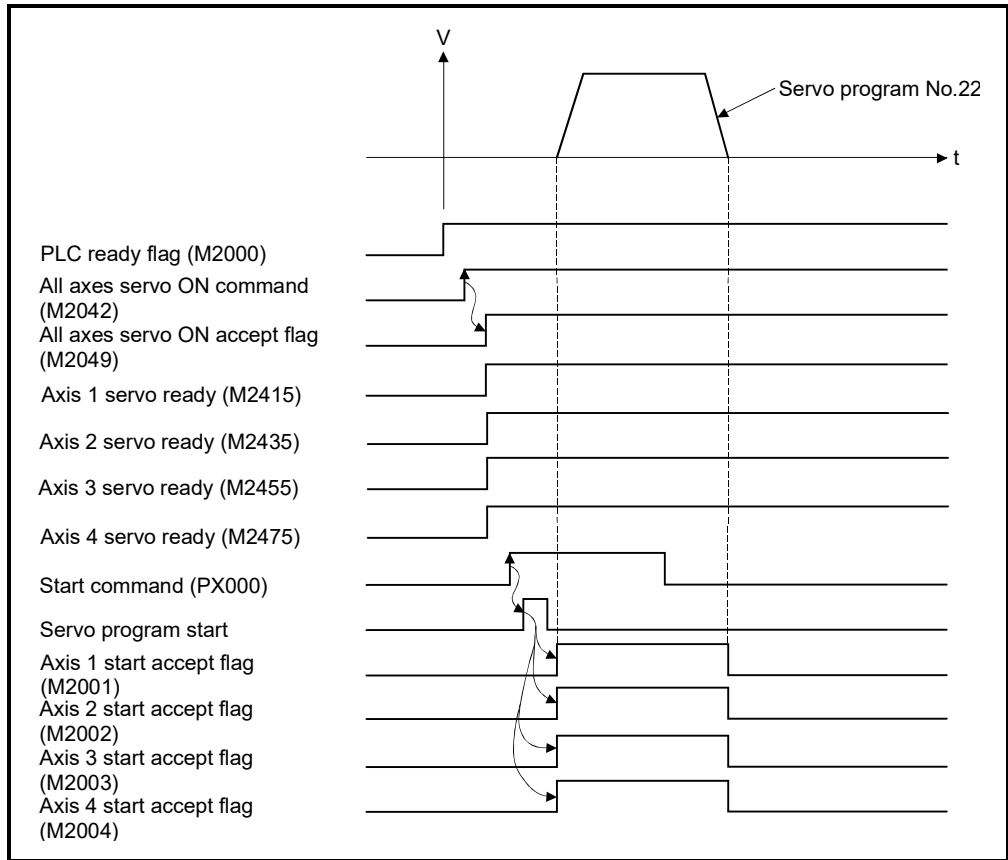 V
Servo program No.22
t
PLC ready flag (M2000)
All axes servo ON command
(M2042)
All axes servo ON accept flag
(M2049)
Axis 1 servo ready (M2415)
Axis 2 servo ready (M2435)
Axis 3 servo ready (M2455)
Axis 4 servo ready (M2475)
Start command (PX000)
Servo program start
Axis 1 start accept flag
(M2001)
Axis 2 start accept flag
(M2002)
Axis 3 start accept flag
(M2003)
Axis 4 start accept flag
(M2004)